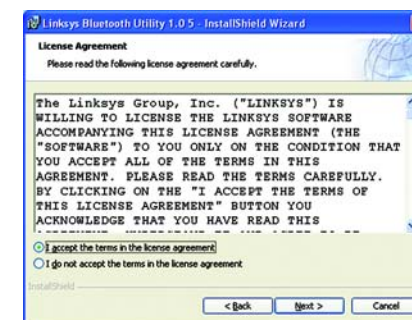 Linksys Bluetooth Utility 1.0 5 - InstallShield Wizard
License Agreement
Please read the following license agreement carefully.
The Linksys Group, Inc. ("LINKSYS") IS
WILLING TO LICENSE THE LINKSYS SOFTWARE
ACCOMPANYING THIS LICENSE AGREEMENT (THE
"SOFTWARE") TO YOU ONLY ON THE CONDITION THAT
YOU ACCEPT ALL OF THE TERMS IN THIS
AGREEMENT. PLEASE READ THE TERMS CAREFULLY.
BY CLICKING ON THE "I ACCEPT THE TERMS OF
THIS LICENSE AGREEMENT" BUTTON YOU
ACKNOWLEDGE THAT YOU HAVE READ THIS
I accept the terms in the license agreement
I do not accept the terms in the license agreement
InstallShield
< Back Next > Cancel